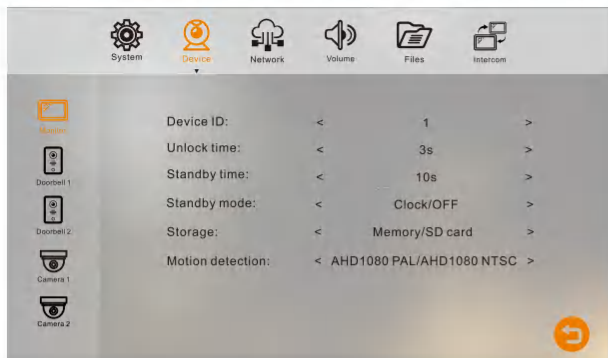 System Device Network Volume Files Intercom
Monitor
Doorbell 1
Doorbell 2
Camera 1
Camera 2
Device ID: < 1 >
Unlock time: < 3s >
Standby time: < 10s >
Standby mode: < Clock/OFF >
Storage: < Memory/SD card >
Motion detection: < AHD1080 PAL/AHD1080 NTSC >